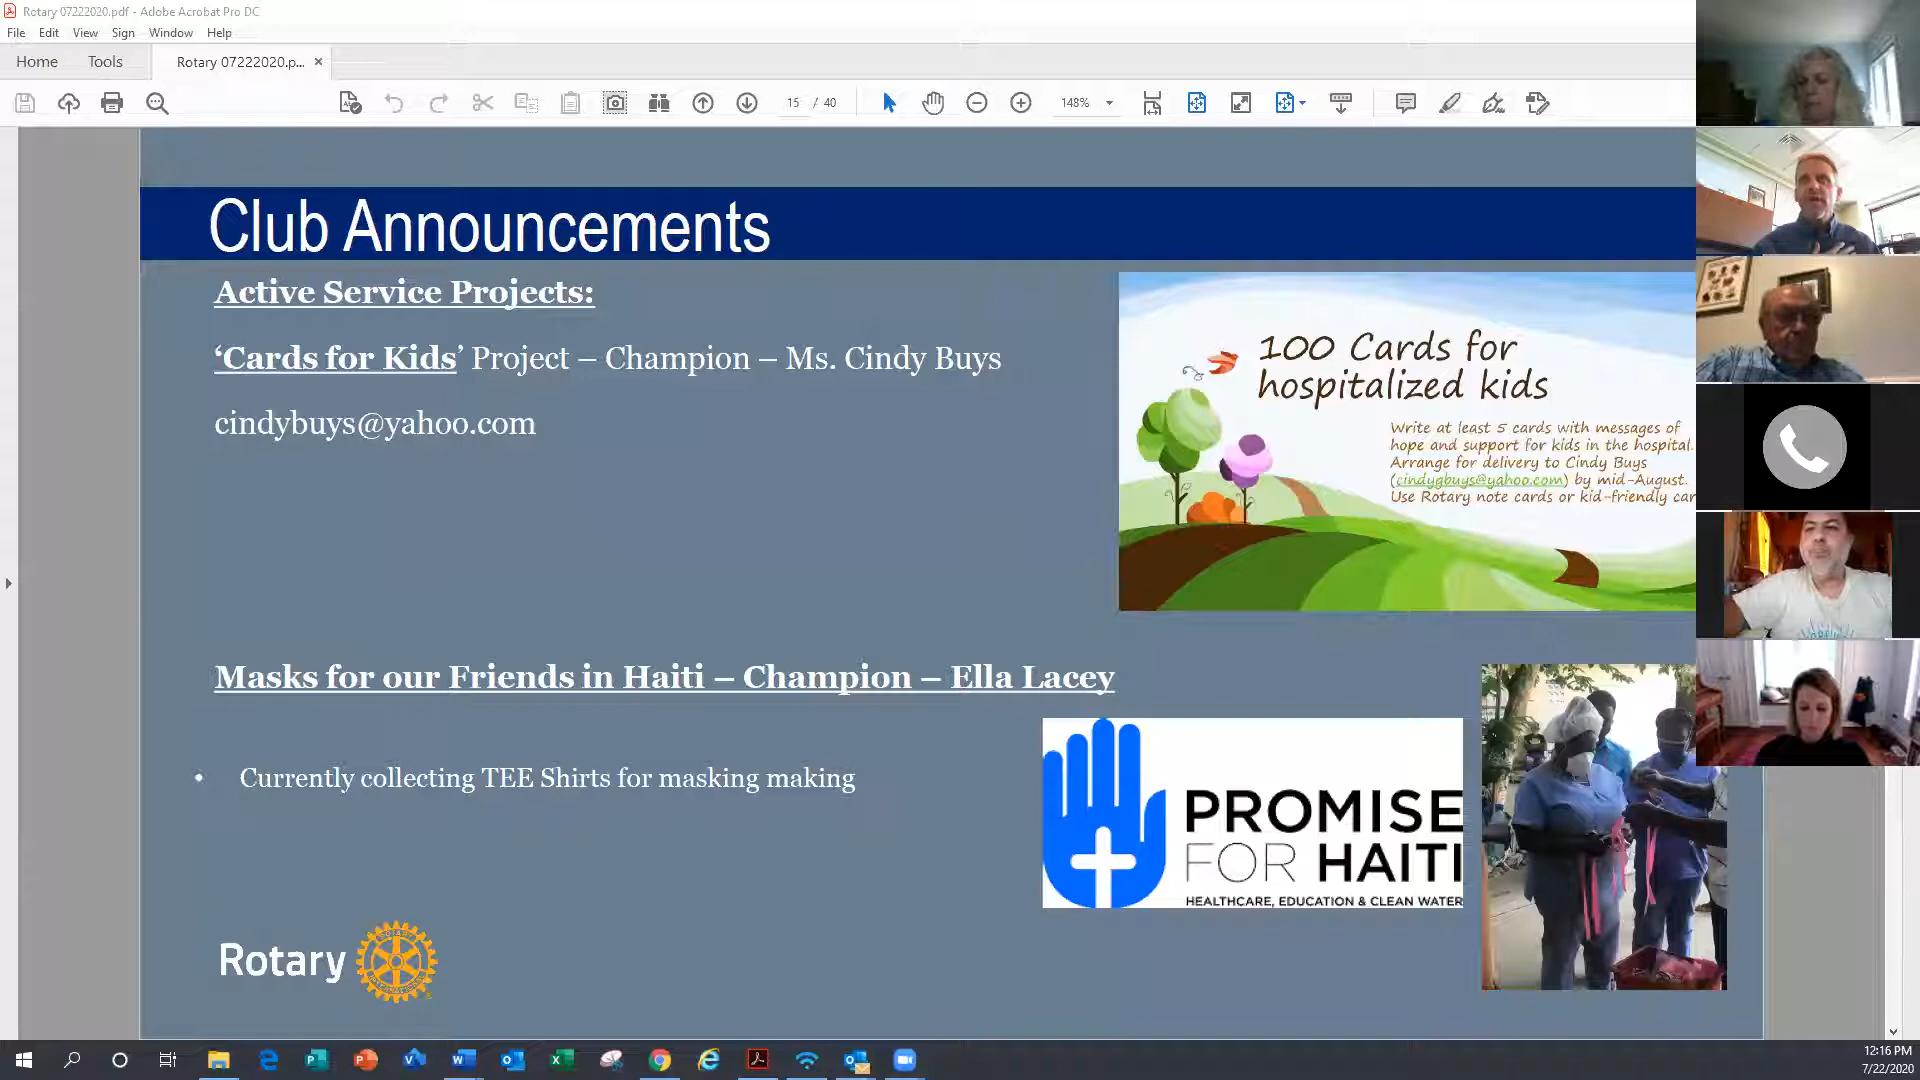 Rotary 07222020.pdf - Adobe Acrobat Pro DC
File Edit View Sign Window Help
Home Tools Rotary 07222020.p... ×
15 / 40 148%
Club Announcements
Active Service Projects:
‘Cards for Kids’ Project – Champion – Ms. Cindy Buys
cindybuys@yahoo.com
100 Cards for
hospitalized kids
Write at least 5 cards with messages of
hope and support for kids in the hospital.
Arrange for delivery to Cindy Buys
(cindygbuys@yahoo.com) by mid-August.
Use Rotary note cards or kid-friendly car
Masks for our Friends in Haiti – Champion – Ella Lacey
• Currently collecting TEE Shirts for masking making
PROMISE
FOR HAITI
HEALTHCARE, EDUCATION & CLEAN WATER
Rotary
12:16 PM
7/22/2020